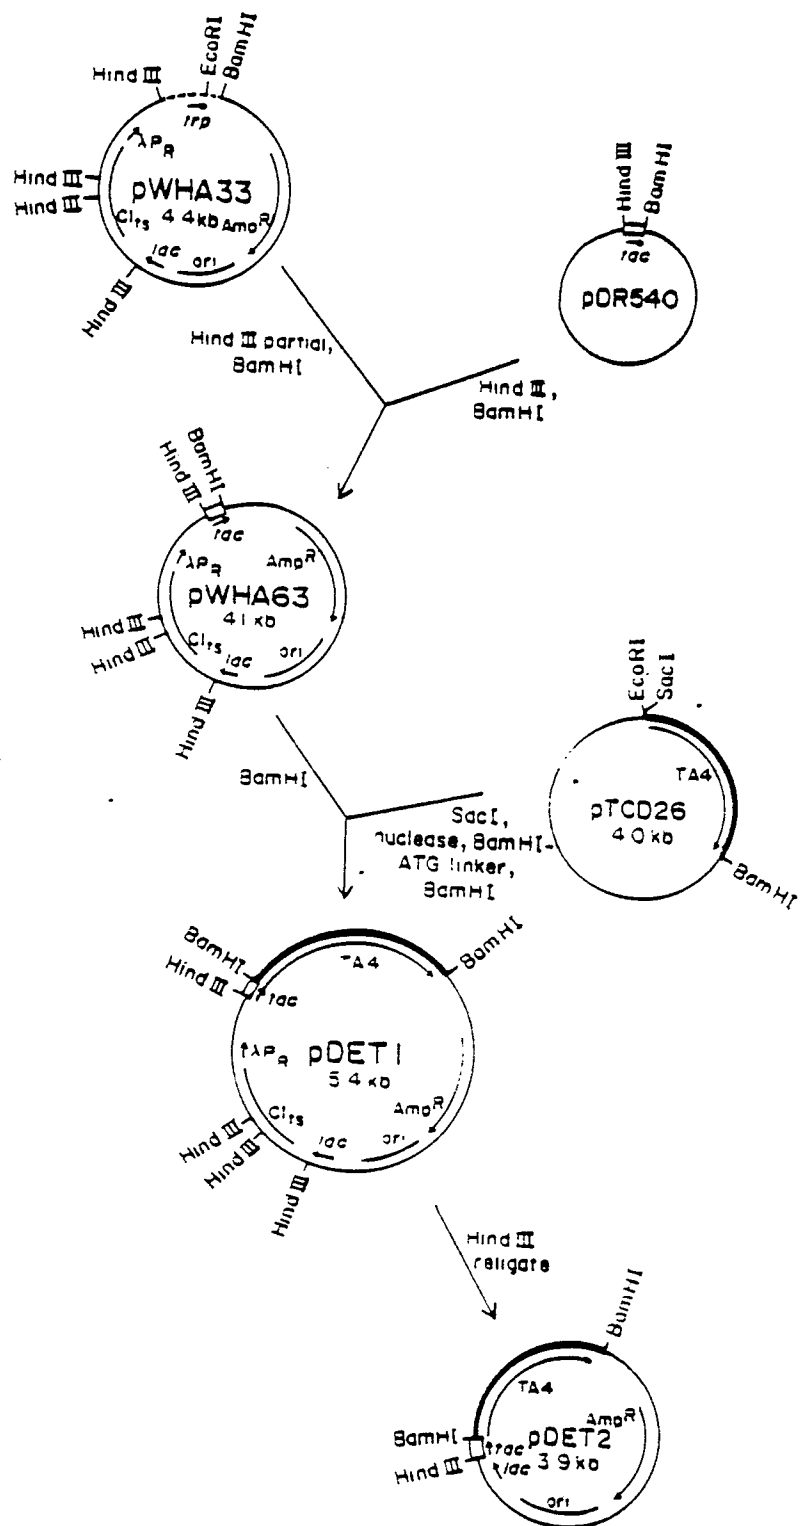 EcoRI
BamHI
Hind III
trp
λPR
Hind III
Hind III
pWHA33
4.4kb
AmpR
CIts
lac
ori
Hind III
Hind III
BamHI
tac
pDR540
Hind III partial,
BamHI
Hind III,
BamHI
BamHI
Hind III
tac
AmpR
λPR
pWHA63
4.1 kb
Hind III
Hind III
CIts
lac
ori
Hind III
EcoRI
SacI
TA4
pTCD26
4.0 kb
BamHI
BamHI
SacI,
nuclease, BamHI-
ATG linker,
BamHI
BamHI
Hind III
tac
TA4
BamHI
λPR
pDET1
5.4 kb
AmpR
CIts
lac
ori
Hind III
Hind III
Hind III
Hind III
religate
BamHI
TA4
AmpR
BamHI
Hind III
tac
lac
pDET2
3.9 kb
ori